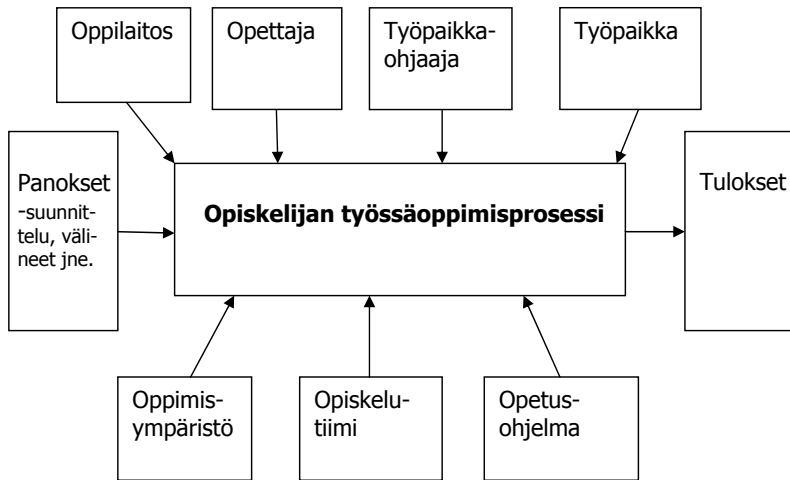 Oppilaitos
Opettaja
Työpaikka-
ohjaaja
Työpaikka
Panokset
-suunnit-
telu, väli-
neet jne.
Opiskelijan työssäoppimisprosessi
Tulokset
Oppimis-
ympäristö
Opiskelu-
tiimi
Opetus-
ohjelma